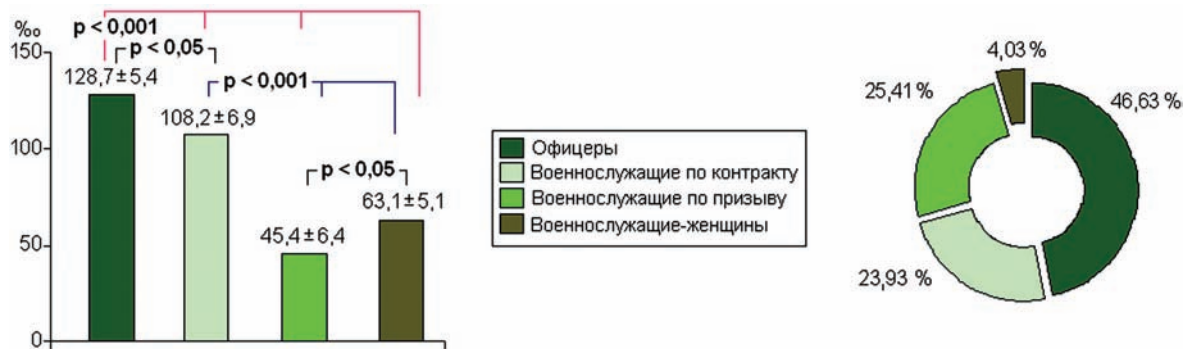 ‰
p < 0,001
150
p < 0,05
128,7±5,4
p < 0,001
108,2±6,9
100
p < 0,05
63,1±5,1
50
45,4±6,4
0
Офицеры
Военнослужащие по контракту
Военнослужащие по призыву
Военнослужащие-женщины
4,03 %
25,41 %
46,63 %
23,93 %